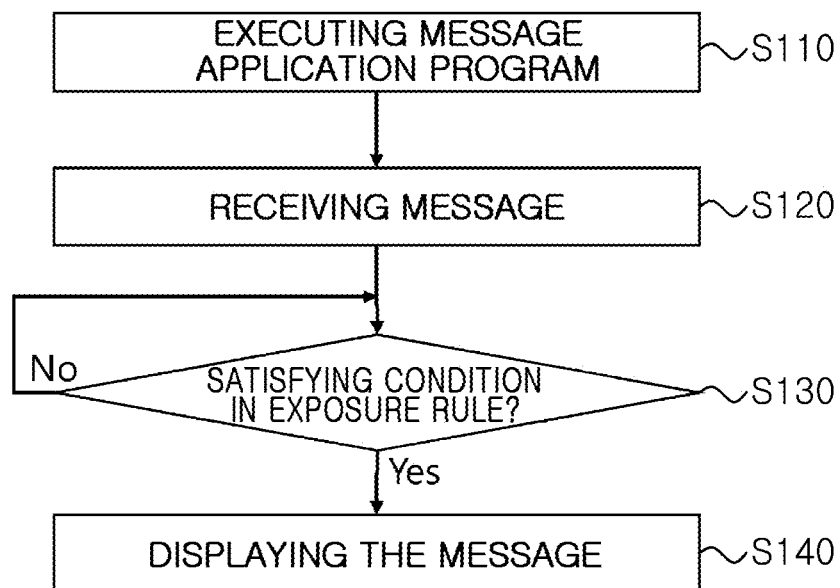 EXECUTING MESSAGE
APPLICATION PROGRAM
S110
RECEIVING MESSAGE
S120
No
SATISFYING CONDITION
IN EXPOSURE RULE?
S130
Yes
DISPLAYING THE MESSAGE
S140